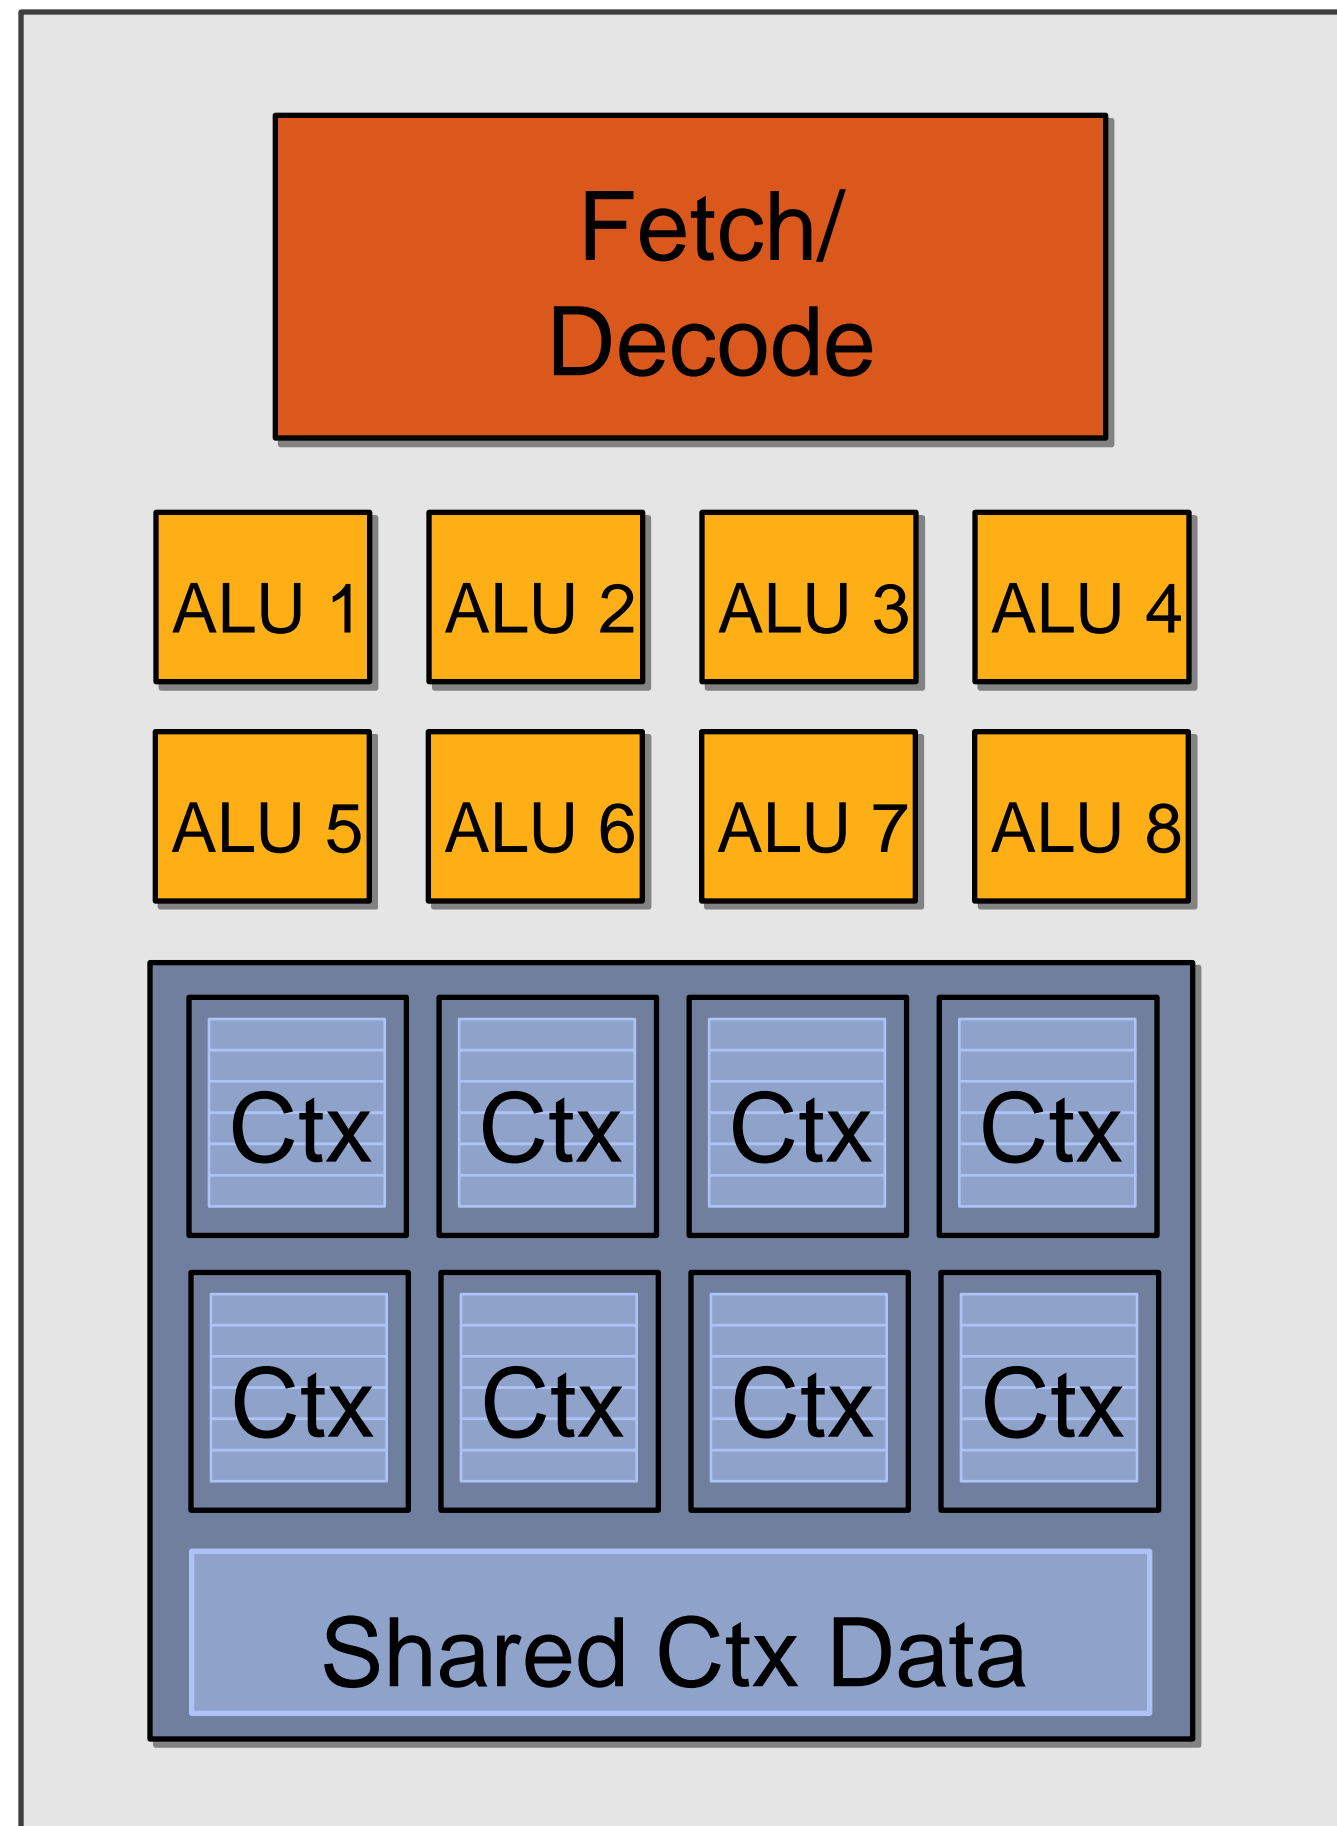 Fetch/
Decode
ALU 1 ALU 2 ALU 3 ALU 4
ALU 5 ALU 6 ALU 7 ALU 8
Ctx Ctx Ctx Ctx
Ctx Ctx Ctx Ctx
Shared Ctx Data